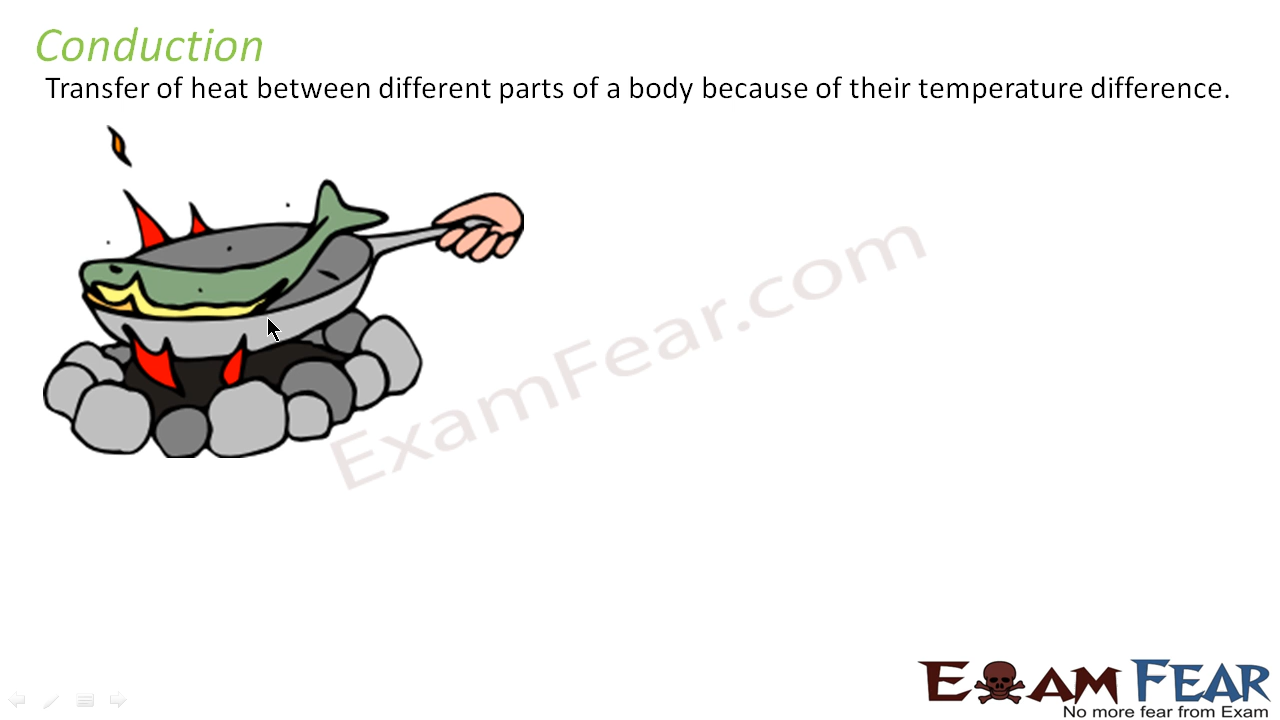 Conduction
Transfer of heat between different parts of a body because of their temperature difference.
ExamFear.com
EXAM FEAR
No more fear from Exam